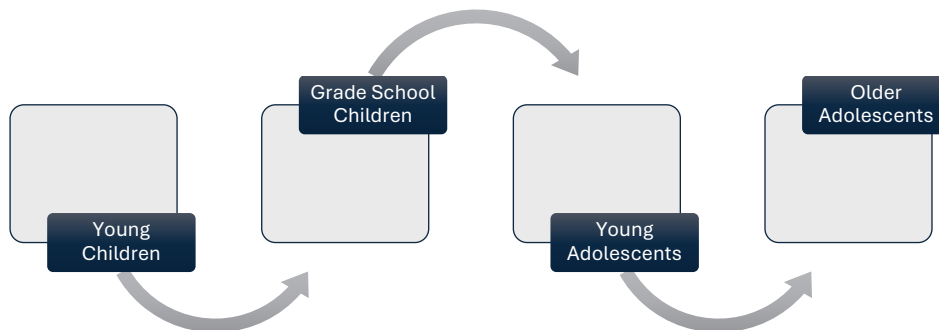 Young
Children
Grade School
Children
Young
Adolescents
Older
Adolescents